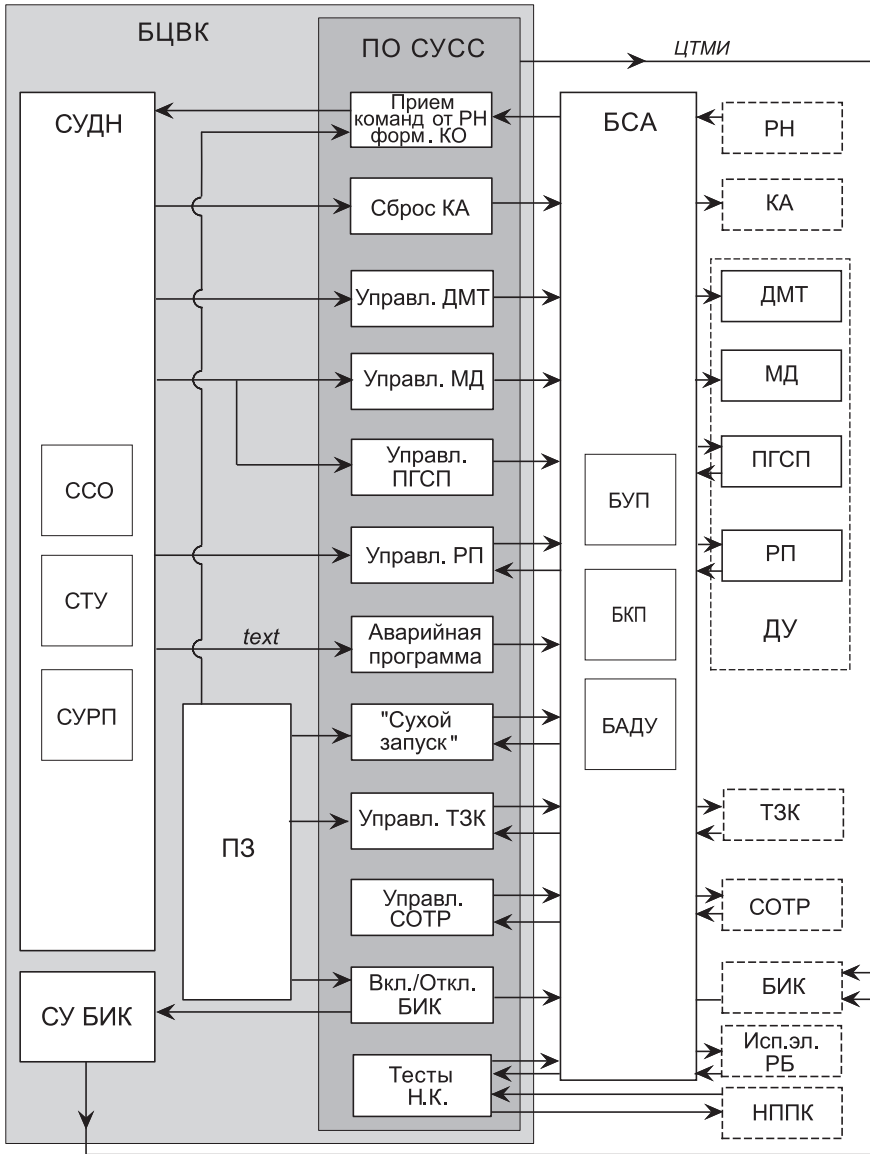 БЦВК
ПО СУСС
ЦТМИ
СУДН
Прием
команд от РН
форм. КО
БСА
РН
Сброс КА
КА
Управл. ДМТ
ДМТ
Управл. МД
МД
Управл.
ПГСП
ПГСП
ССО
БУП
Управл. РП
РП
СТУ
БКП
ДУ
text
Аварийная
программа
СУРП
БАДУ
"Сухой
запуск"
ПЗ
Управл. ТЗК
ТЗК
Управл.
СОТР
СОТР
СУ БИК
Вкл./Откл.
БИК
БИК
Тесты
Н.К.
Исп.эл.
РБ
НППК